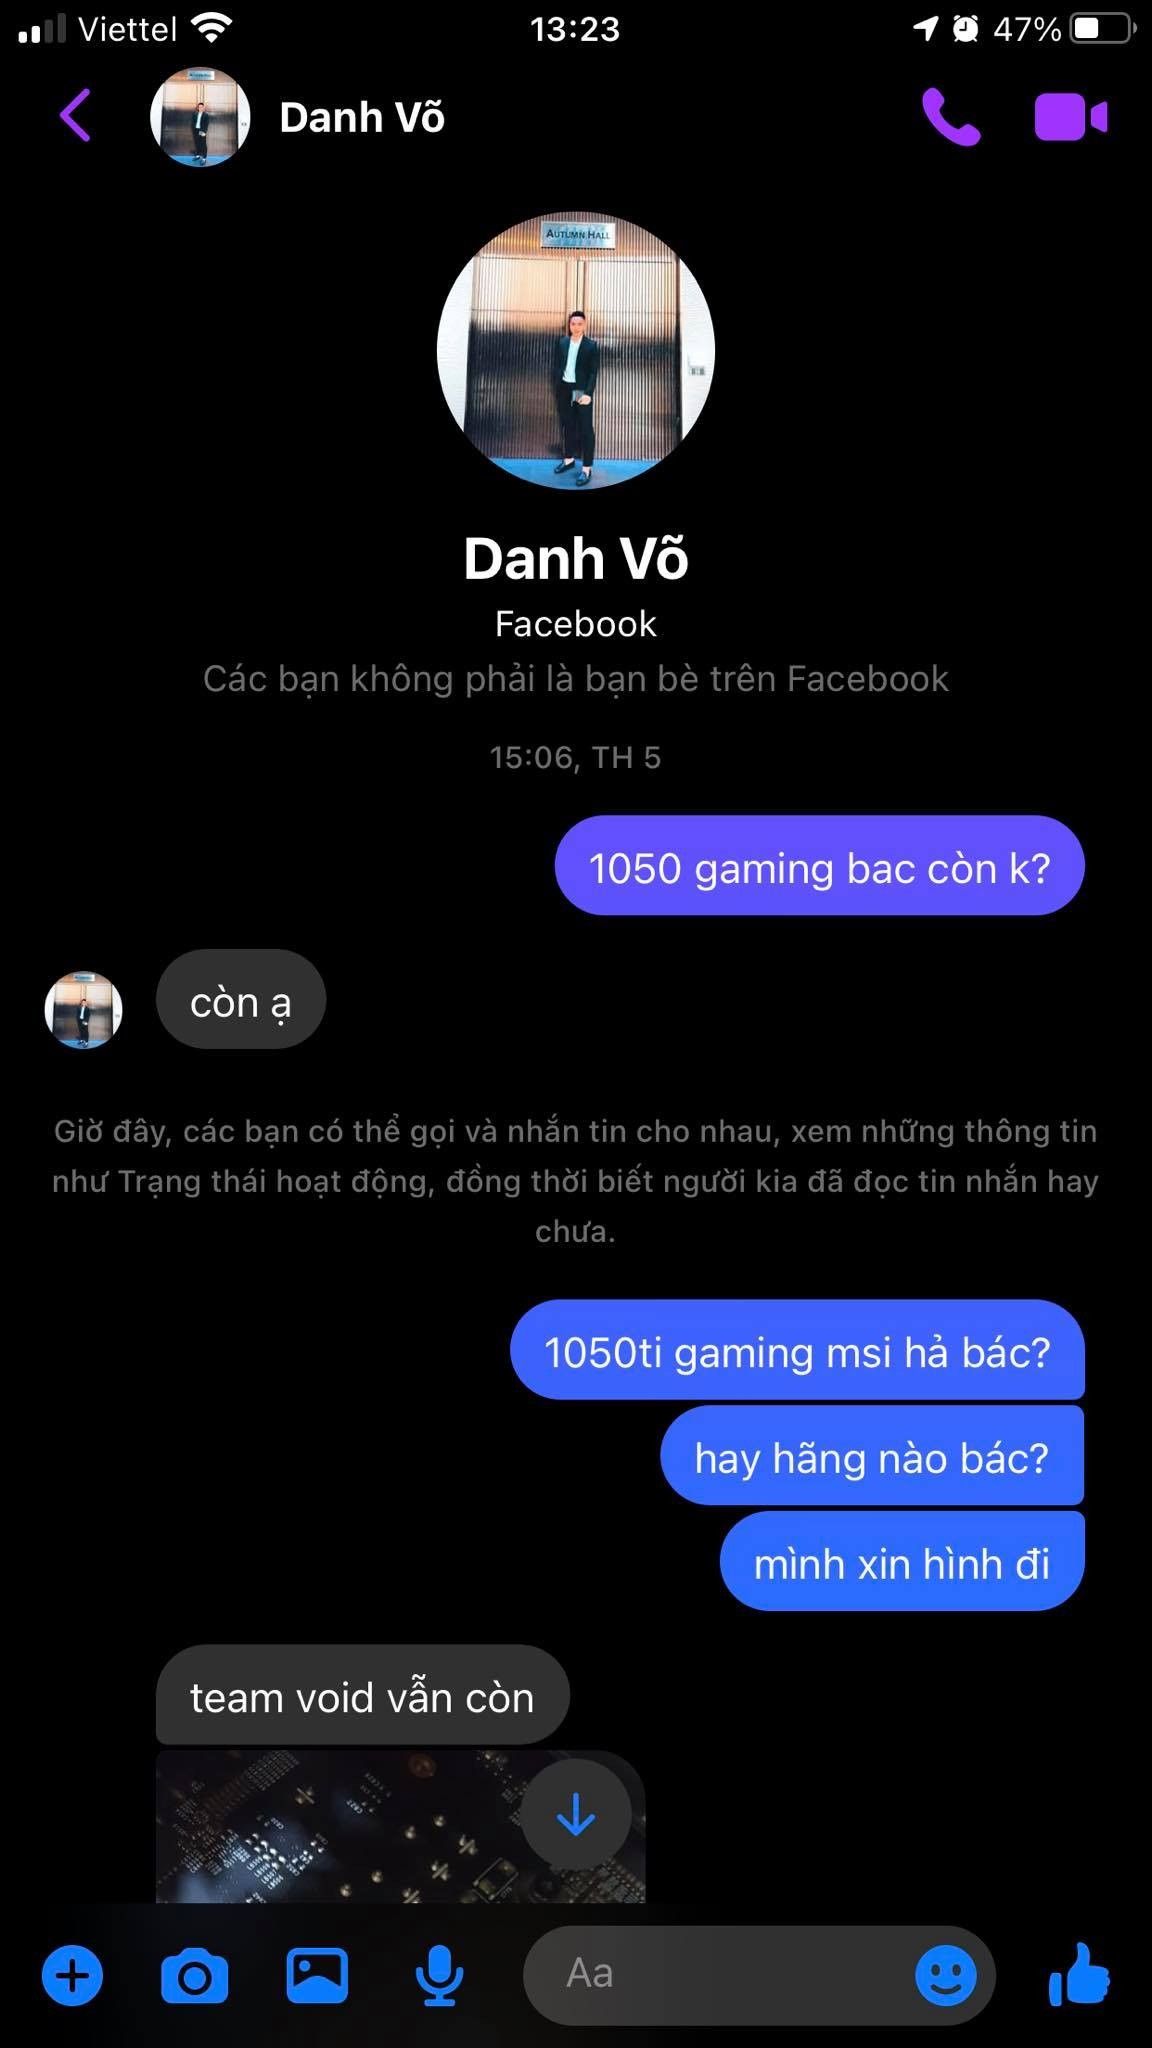 Viettel
13:23
47%
Danh Võ
AUTUMN HALL
Danh Võ
Facebook
Các bạn không phải là bạn bè trên Facebook
15:06, TH 5
1050 gaming bac còn k?
còn ạ
Giờ đây, các bạn có thể gọi và nhắn tin cho nhau, xem những thông tin
như Trạng thái hoạt động, đồng thời biết người kia đã đọc tin nhắn hay
chưa.
1050ti gaming msi hả bác?
hay hãng nào bác?
mình xin hình đi
team void vẫn còn
Aa